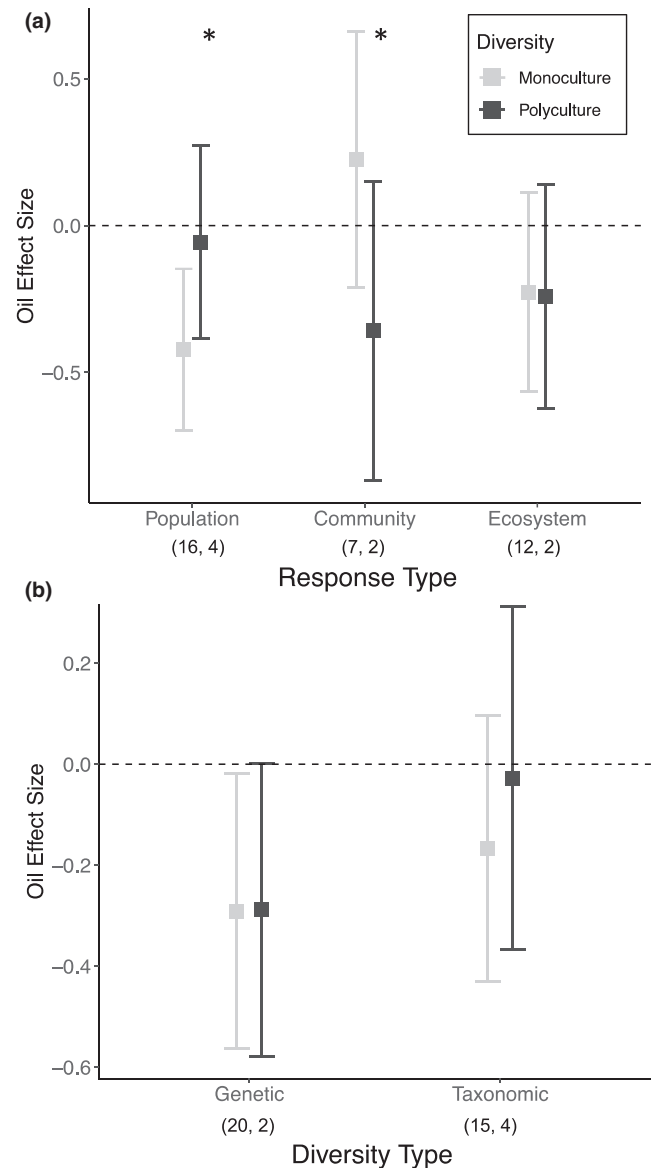 (a)
* *
Diversity
Monoculture
Polyculture
0.5
0.0
−0.5
Oil Effect Size
Population Community Ecosystem
(16, 4) (7, 2) (12, 2)
Response Type
(b)
0.2
0.0
−0.2
−0.4
−0.6
Oil Effect Size
Genetic Taxonomic
(20, 2) (15, 4)
Diversity Type